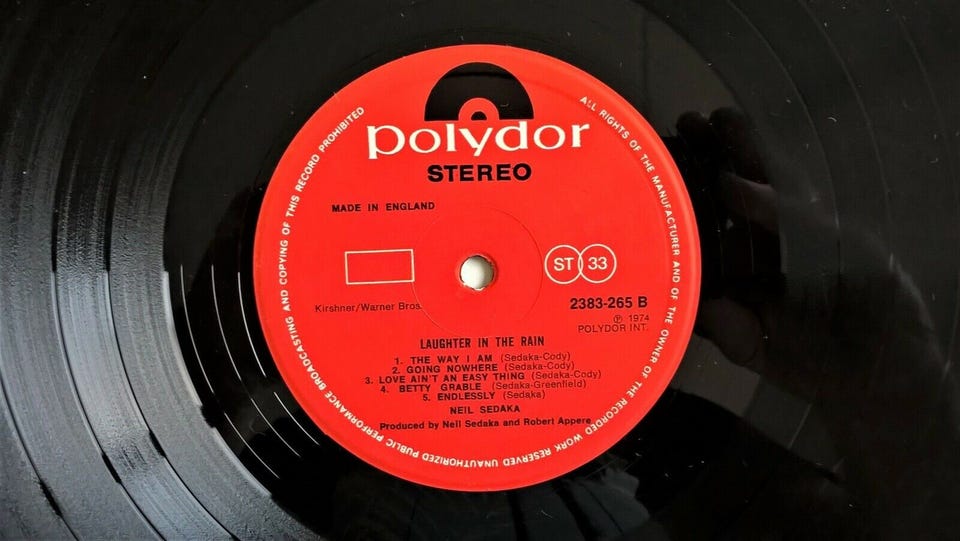 polydor
STEREO
MADE IN ENGLAND
ST 33
Kirshner/Warner Bros
2383-265 B
℗ 1974
POLYDOR INT.
LAUGHTER IN THE RAIN
1. THE WAY I AM (Sedaka-Cody)
2. GOING NOWHERE (Sedaka-Cody)
3. LOVE AIN'T AN EASY THING (Sedaka-Cody)
4. BETTY GRABLE (Sedaka-Greenfield)
5. ENDLESSLY (Sedaka)
NEIL SEDAKA
Produced by Neil Sedaka and Robert Appere
ALL RIGHTS OF THE MANUFACTURER AND OF THE OWNER OF THE RECORDED WORK RESERVED UNAUTHORIZED PUBLIC PERFORMANCE BROADCASTING AND COPYING OF THIS RECORD PROHIBITED